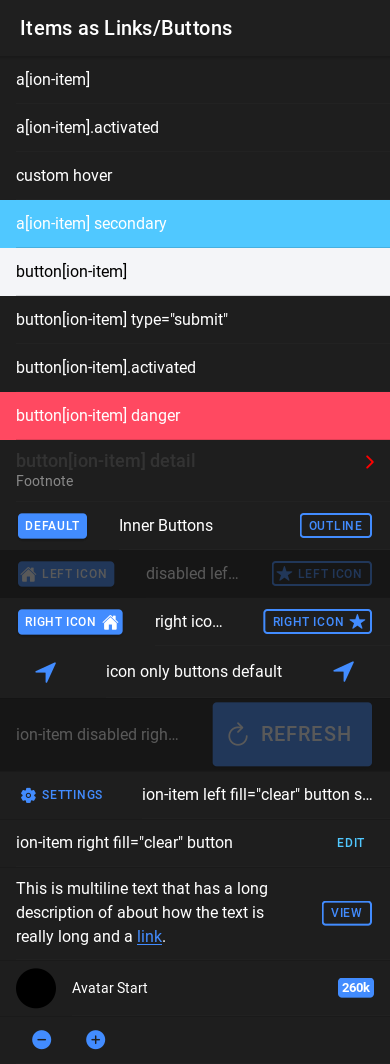 Items as Links/Buttons
a[ion-item]
a[ion-item].activated
custom hover
a[ion-item] secondary
button[ion-item]
button[ion-item] type="submit"
button[ion-item].activated
button[ion-item] danger
button[ion-item] detail
Footnote
DEFAULT Inner Buttons OUTLINE
LEFT ICON disabled lef... LEFT ICON
RIGHT ICON right ico... RIGHT ICON
icon only buttons default
ion-item disabled righ... REFRESH
SETTINGS ion-item left fill="clear" button s...
ion-item right fill="clear" button EDIT
This is multiline text that has a long
description of about how the text is
really long and a link.
VIEW
Avatar Start 260k